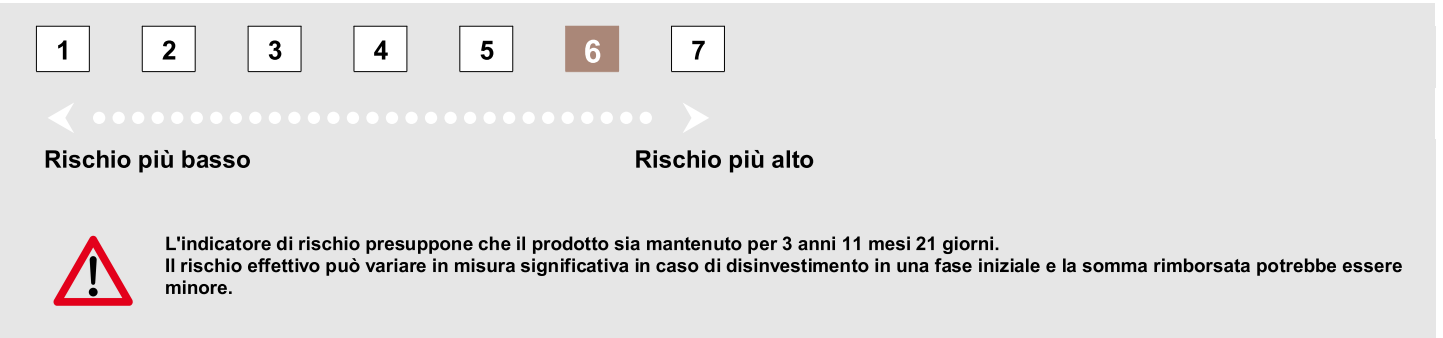 1 2 3 4 5 6 7
Rischio più basso Rischio più alto
L'indicatore di rischio presuppone che il prodotto sia mantenuto per 3 anni 11 mesi 21 giorni.
Il rischio effettivo può variare in misura significativa in caso di disinvestimento in una fase iniziale e la somma rimborsata potrebbe essere
minore.